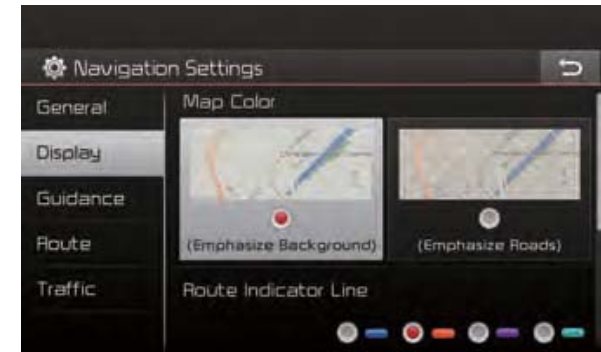 Navigation Settings
General
Display
Guidance
Route
Traffic
Map Color
(Emphasize Background)
(Emphasize Roads)
Route Indicator Line